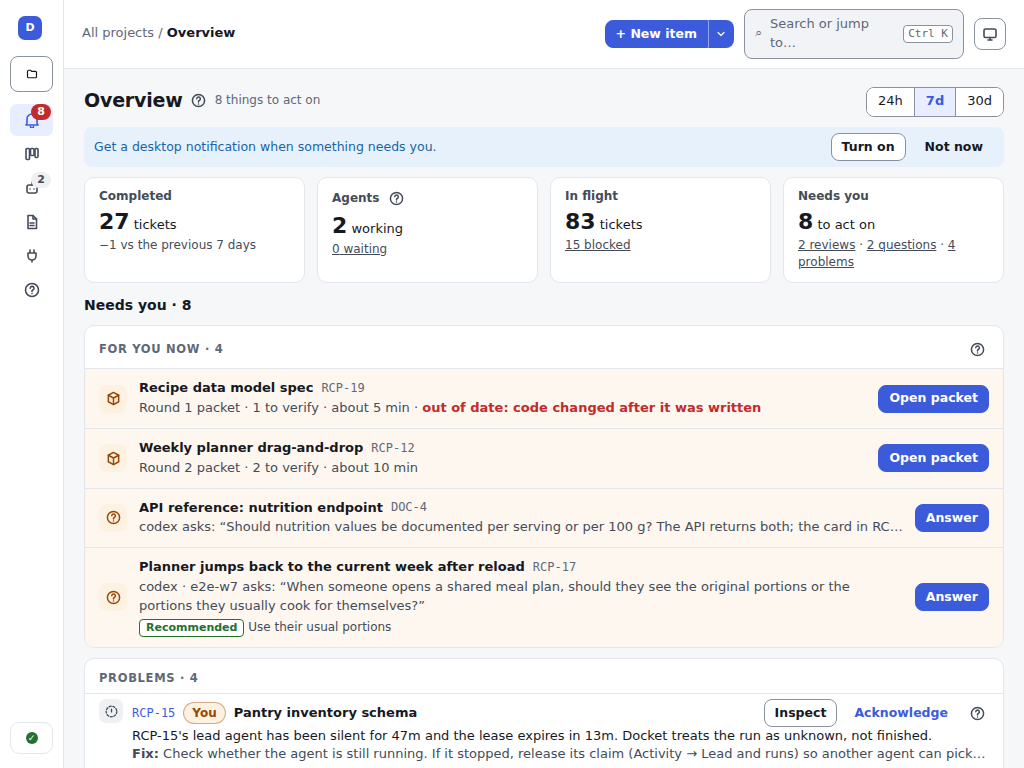 D
All projects / Overview
+ New item
Search or jump to…
Ctrl K
8
2
Overview
8 things to act on
24h 7d 30d
Get a desktop notification when something needs you.
Turn on
Not now
Completed
27 tickets
−1 vs the previous 7 days
Agents
2 working
0 waiting
In flight
83 tickets
15 blocked
Needs you
8 to act on
2 reviews · 2 questions · 4
problems
Needs you · 8
FOR YOU NOW · 4
Recipe data model spec RCP-19
Round 1 packet · 1 to verify · about 5 min · out of date: code changed after it was written
Open packet
Weekly planner drag-and-drop RCP-12
Round 2 packet · 2 to verify · about 10 min
Open packet
API reference: nutrition endpoint DOC-4
codex asks: “Should nutrition values be documented per serving or per 100 g? The API returns both; the card in RC…
Answer
Planner jumps back to the current week after reload RCP-17
codex · e2e-w7 asks: “When someone opens a shared meal plan, should they see the original portions or the
portions they usually cook for themselves?”
Recommended Use their usual portions
Answer
PROBLEMS · 4
RCP-15 You Pantry inventory schema
Inspect
Acknowledge
RCP-15's lead agent has been silent for 47m and the lease expires in 13m. Docket treats the run as unknown, not finished.
Fix: Check whether the agent is still running. If it stopped, release its claim (Activity → Lead and runs) so another agent can pick…